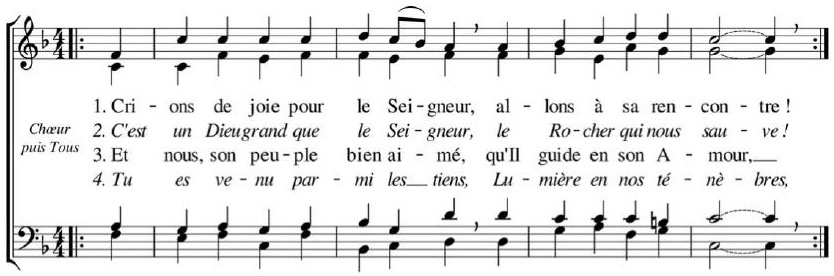 1. Cri - ons de joie pour le Sei - gneur, al - lons à sa ren - con - tre !
Chœur
puis Tous
2. C'est un Dieu grand que le Sei - gneur, le Ro - cher qui nous sau - ve !
3. Et nous, son peu - ple bien ai - mé, qu'Il guide en son A - mour,
4. Tu es ve - nu par - mi les tiens, Lu - mière en nos té - nè - bres,